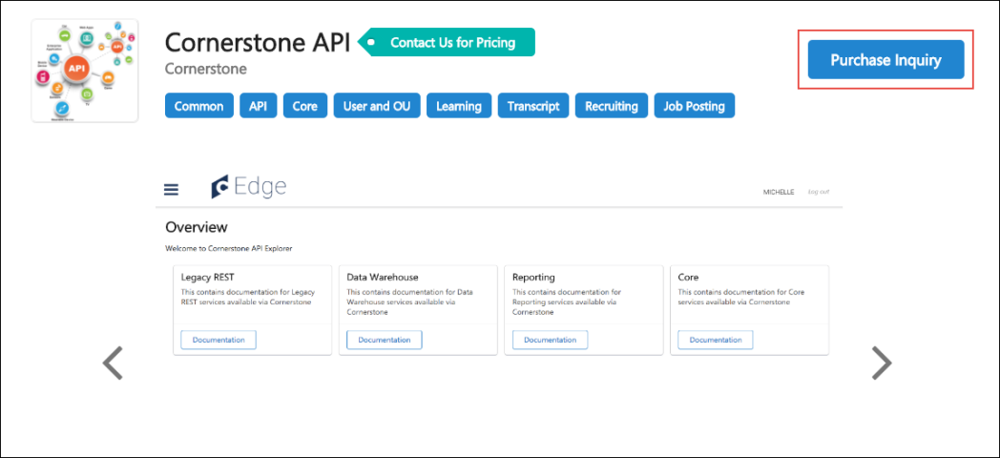 Cornerstone API
Contact Us for Pricing
Purchase Inquiry
Cornerstone
API
API
Common
API
Core
User and OU
Learning
Transcript
Recruiting
Job Posting
Edge
MICHELLE
Log out
Overview
Welcome to Cornerstone API Explorer
Legacy REST
This contains documentation for Legacy
REST services available via Cornerstone
Documentation
Data Warehouse
This contains documentation for Data
Warehouse services available via
Cornerstone
Documentation
Reporting
This contains documentation for
Reporting services available via
Cornerstone
Documentation
Core
This contains documentation for Core
services available via Cornerstone
Documentation